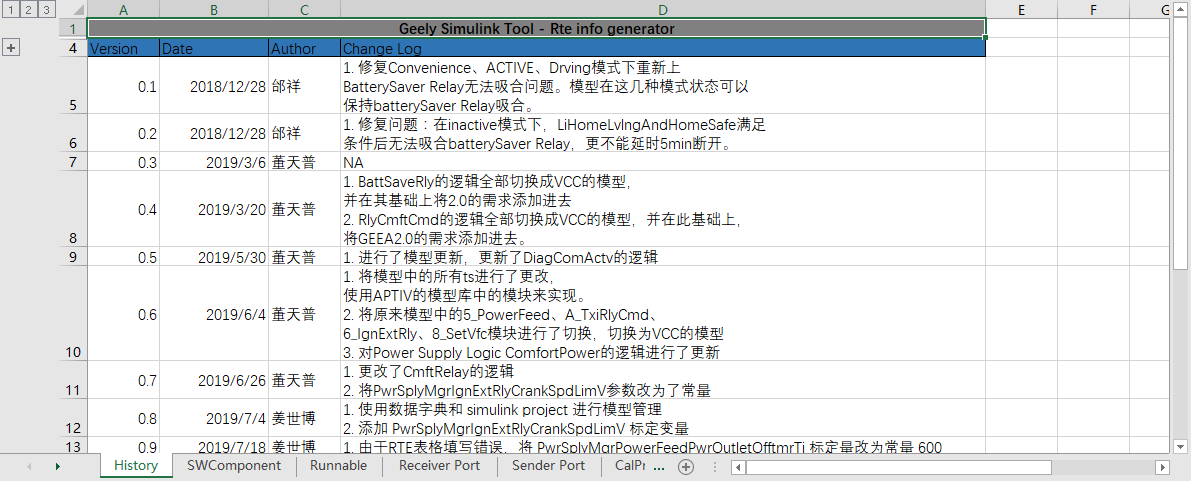 1 2 3
A B C D E F G
1 Geely Simulink Tool - Rte info generator
4 Version Date Author Change Log
1. 修复Convenience、ACTIVE、Drving模式下重新上
BatterySaver Relay无法吸合问题。模型在这几种模式状态可以
保持batterySaver Relay吸合。
5 0.1 2018/12/28 邰祥
1. 修复问题：在inactive模式下，LiHomeLvIngAndHomeSafe满足
条件后无法吸合batterySaver Relay，更不能延时5min断开。
6 0.2 2018/12/28 邰祥
7 0.3 2019/3/6 董天普 NA
1. BattSaveRly的逻辑全部切换成VCC的模型，
并在其基础上将2.0的需求添加进去
2. RlyCmftCmd的逻辑全部切换成VCC的模型，并在此基础上，
将GEEA2.0的需求添加进去。
8 0.4 2019/3/20 董天普
9 0.5 2019/5/30 董天普 1. 进行了模型更新，更新了DiagComActv的逻辑
1. 将模型中的所有ts进行了更改，
使用APTIV的模型库中的模块来实现。
2. 将原来模型中的5_PowerFeed、A_TxiRlyCmd、
6_IgnExtRly、8_SetVfc模块进行了切换，切换为VCC的模型
3. 对Power Supply Logic ComfortPower的逻辑进行了更新
10 0.6 2019/6/4 董天普
1. 更改了CmftRelay的逻辑
2. 将PwrSplyMgrIgnExtRlyCrankSpdLimV参数改为了常量
11 0.7 2019/6/26 董天普
1. 使用数据字典和 simulink project 进行模型管理
2. 添加 PwrSplyMgrIgnExtRlyCrankSpdLimV 标定变量
12 0.8 2019/7/4 姜世博
13 0.9 2019/7/18 姜世博 1. 由于RTE表格填写错误，将 PwrSplyMgrPowerFeedPwrOutletOfftmrTi 标定量改为常量 600
History SWComponent Runnable Receiver Port Sender Port CalPr ...